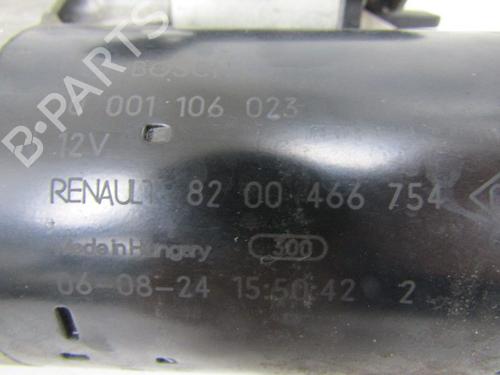 BOSCH
001 106 023
12V
RENAULT 82 00 466 754
Made in Hungary 300
06-08-24 15:50:42 2
B-PARTS